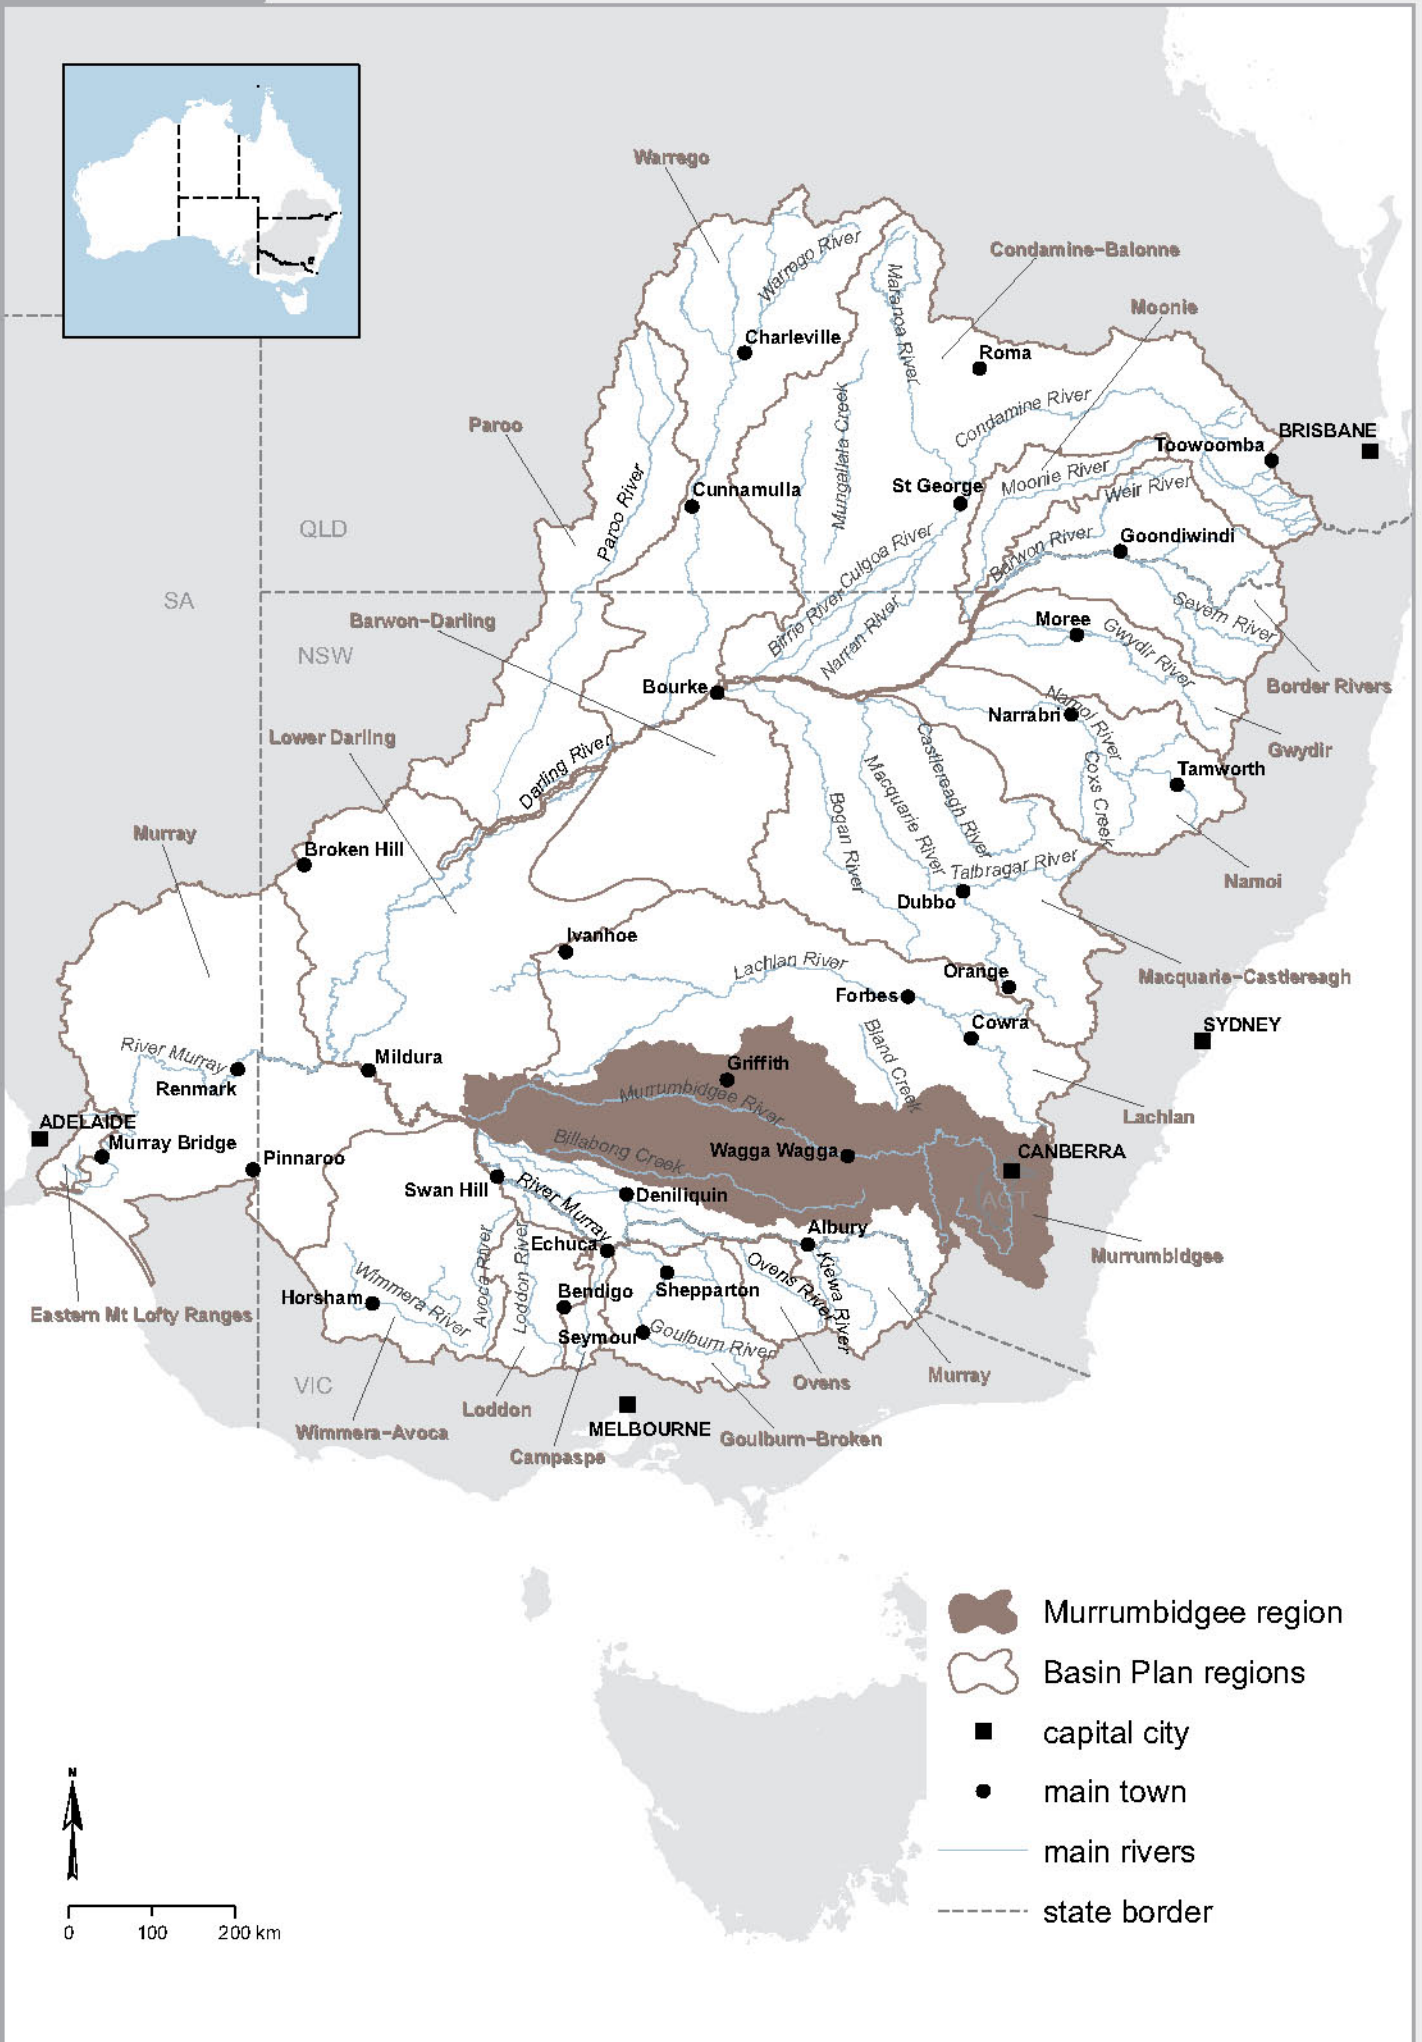 Warrego
Warrego River
Condamine–Balonne
Maranoa River
Moonie
Charleville
Roma
Mungallala Creek
Condamine River
Paroo
BRISBANE
Toowoomba
Moonie River
Cunnamulla
St George
Weir River
Paroo River
QLD
Culgoa River
Barwon River
Goondiwindi
SA
Birrie River
Narran River
Severn River
Barwon–Darling
Moree
Gwydir River
NSW
Bourke
Border Rivers
Namoi River
Narrabri
Lower Darling
Darling River
Castlereagh River
Gwydir
Macquarie River
Coxs Creek
Tamworth
Bogan River
Murray
Broken Hill
Talbragar River
Namoi
Dubbo
Ivanhoe
Lachlan River
Orange
Macquarie–Castlereagh
Forbes
Cowra
SYDNEY
Bland Creek
River Murray
Mildura
Griffith
Renmark
Murrumbidgee River
Lachlan
ADELAIDE
Murray Bridge
Pinnaroo
Billabong Creek
Wagga Wagga
CANBERRA
Swan Hill
River Murray
Deniliquin
ACT
Albury
Echuca
Avoca River
Loddon River
Murrumbidgee
Ovens River
Kiewa River
Wimmera River
Horsham
Bendigo
Shepparton
Eastern Mt Lofty Ranges
Seymour
Goulburn River
VIC
Murray
Ovens
Loddon
Wimmera–Avoca
MELBOURNE
Goulburn–Broken
Campaspe
Murrumbidgee region
Basin Plan regions
capital city
main town
main rivers
state border
N
0 100 200 km